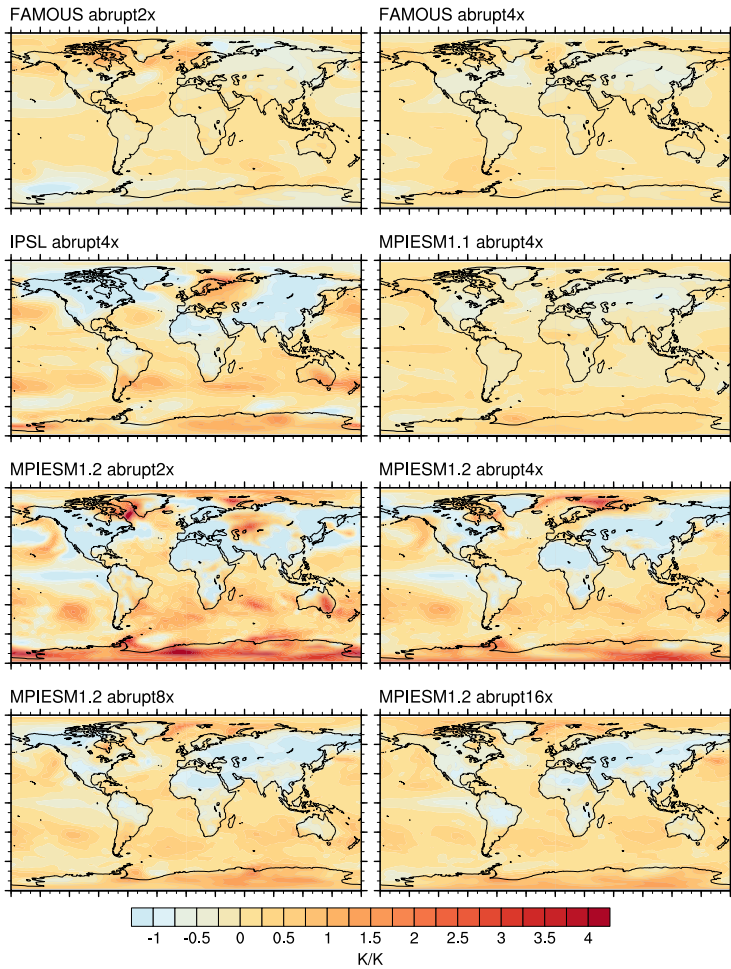 FAMOUS abrupt2x
FAMOUS abrupt4x
IPSL abrupt4x
MPIESM1.1 abrupt4x
MPIESM1.2 abrupt2x
MPIESM1.2 abrupt4x
MPIESM1.2 abrupt8x
MPIESM1.2 abrupt16x
-1 -0.5 0 0.5 1 1.5 2 2.5 3 3.5 4
K/K